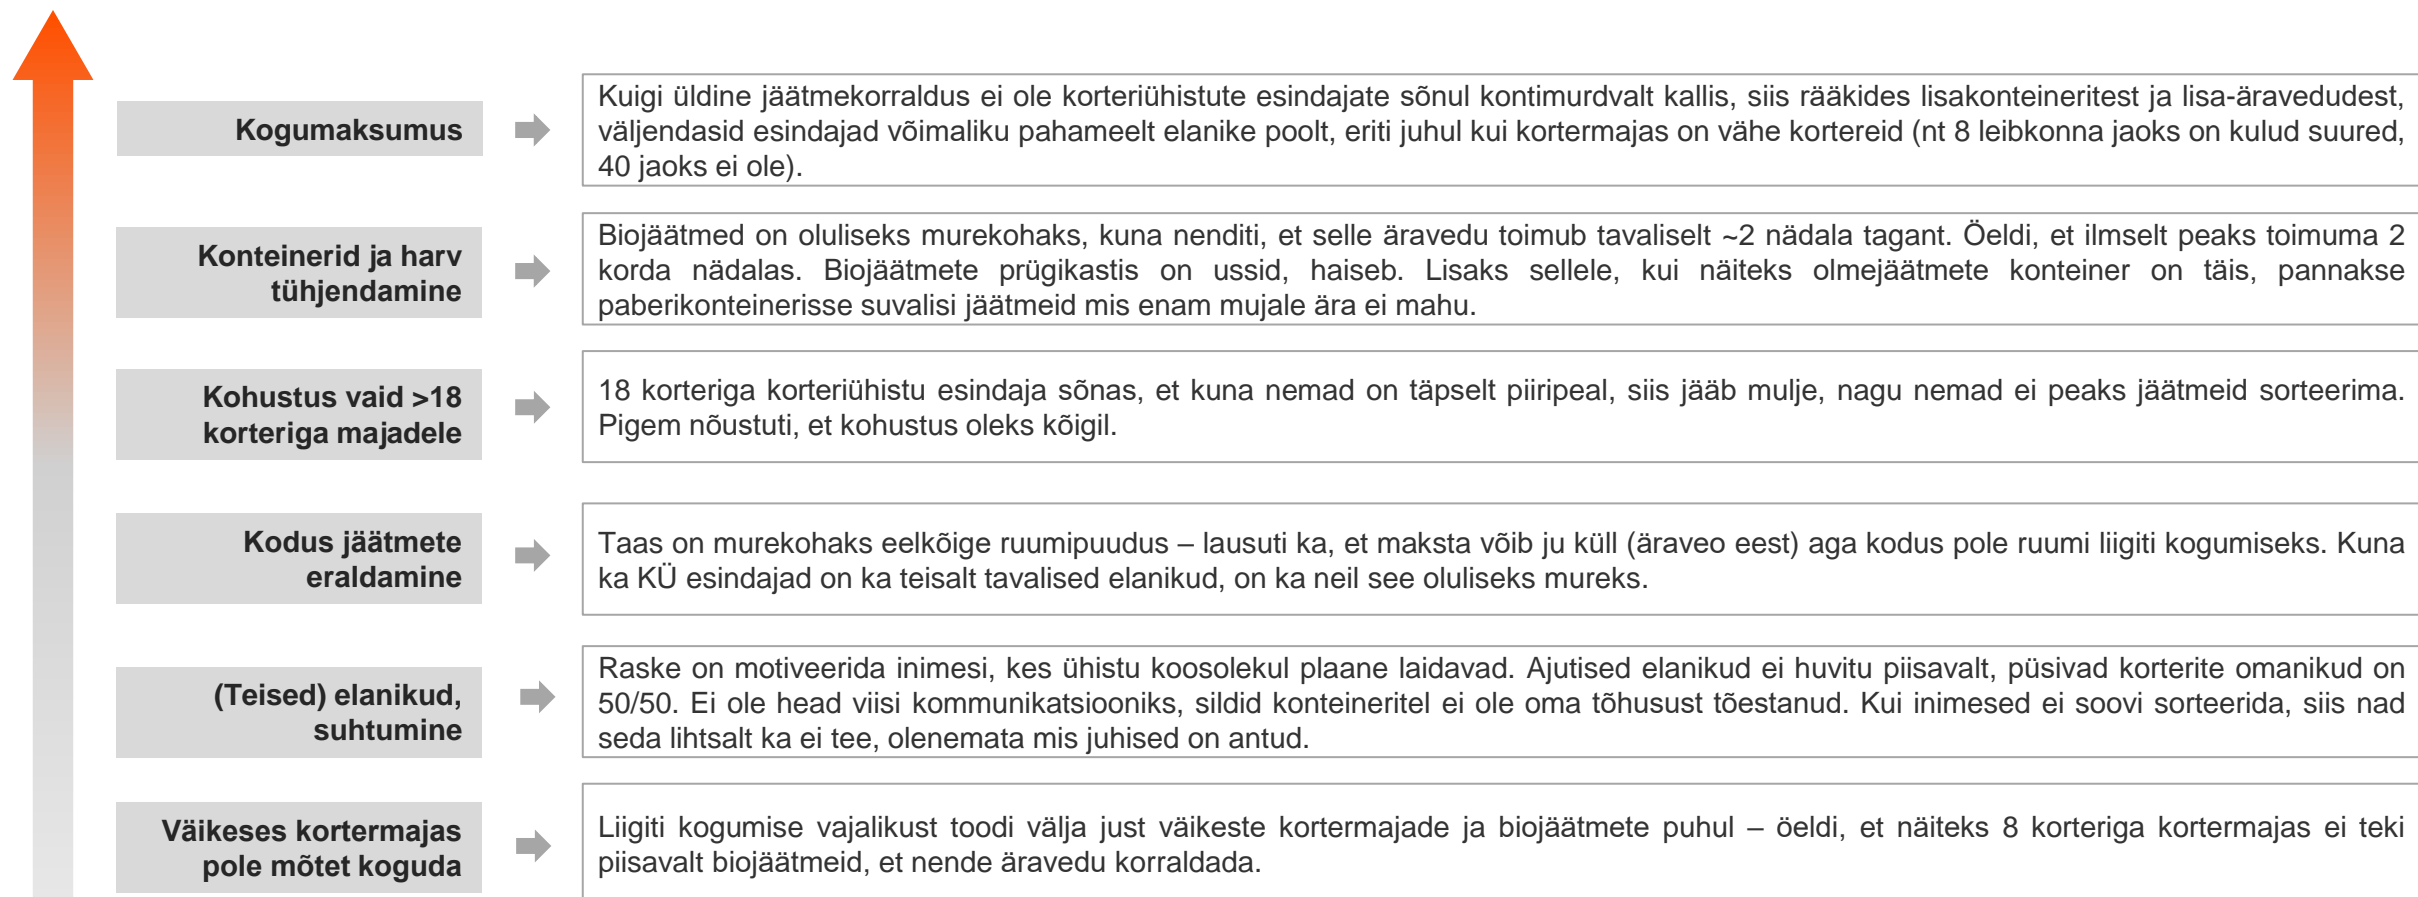 Kogumaksumus
Kuigi üldine jäätmekorraldus ei ole korteriühistute esindajate sõnul kontimurdvalt kallis, siis rääkides lisakonteineritest ja lisa-äravedudest,
väljendasid esindajad võimaliku pahameelt elanike poolt, eriti juhul kui kortermajas on vähe kortereid (nt 8 leibkonna jaoks on kulud suured,
40 jaoks ei ole).
Konteinerid ja harv
tühjendamine
Biojäätmed on oluliseks murekohaks, kuna nenditi, et selle äravedu toimub tavaliselt ~2 nädala tagant. Öeldi, et ilmselt peaks toimuma 2
korda nädalas. Biojäätmete prügikastis on ussid, haiseb. Lisaks sellele, kui näiteks olmejäätmete konteiner on täis, pannakse
paberikonteinerisse suvalisi jäätmeid mis enam mujale ära ei mahu.
Kohustus vaid >18
korteriga majadele
18 korteriga korteriühistu esindaja sõnas, et kuna nemad on täpselt piiripeal, siis jääb mulje, nagu nemad ei peaks jäätmeid sorteerima.
Pigem nõustuti, et kohustus oleks kõigil.
Kodus jäätmete
eraldamine
Taas on murekohaks eelkõige ruumipuudus – lausuti ka, et maksta võib ju küll (äraveo eest) aga kodus pole ruumi liigiti kogumiseks. Kuna
ka KÜ esindajad on ka teisalt tavalised elanikud, on ka neil see oluliseks mureks.
(Teised) elanikud,
suhtumine
Raske on motiveerida inimesi, kes ühistu koosolekul plaane laidavad. Ajutised elanikud ei huvitu piisavalt, püsivad korterite omanikud on
50/50. Ei ole head viisi kommunikatsiooniks, sildid konteineritel ei ole oma tõhusust tõestanud. Kui inimesed ei soovi sorteerida, siis nad
seda lihtsalt ka ei tee, olenemata mis juhised on antud.
Väikeses kortermajas
pole mõtet koguda
Liigiti kogumise vajalikust toodi välja just väikeste kortermajade ja biojäätmete puhul – öeldi, et näiteks 8 korteriga kortermajas ei teki
piisavalt biojäätmeid, et nende äravedu korraldada.